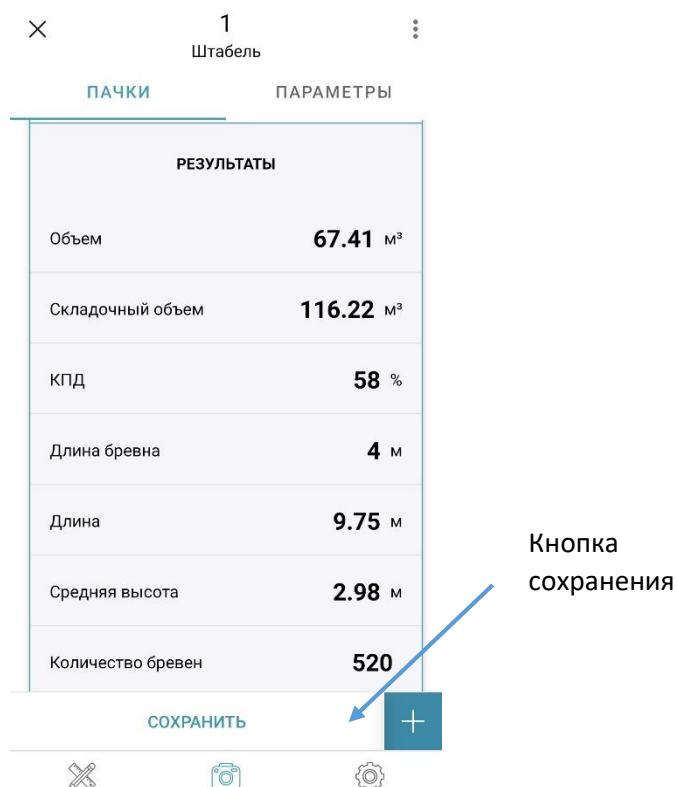 1
Штабель
ПАЧКИ ПАРАМЕТРЫ
РЕЗУЛЬТАТЫ
Объем 67.41 м³
Складочный объем 116.22 м³
КПД 58 %
Длина бревна 4 м
Длина 9.75 м
Средняя высота 2.98 м
Количество бревен 520
СОХРАНИТЬ +
Кнопка
сохранения